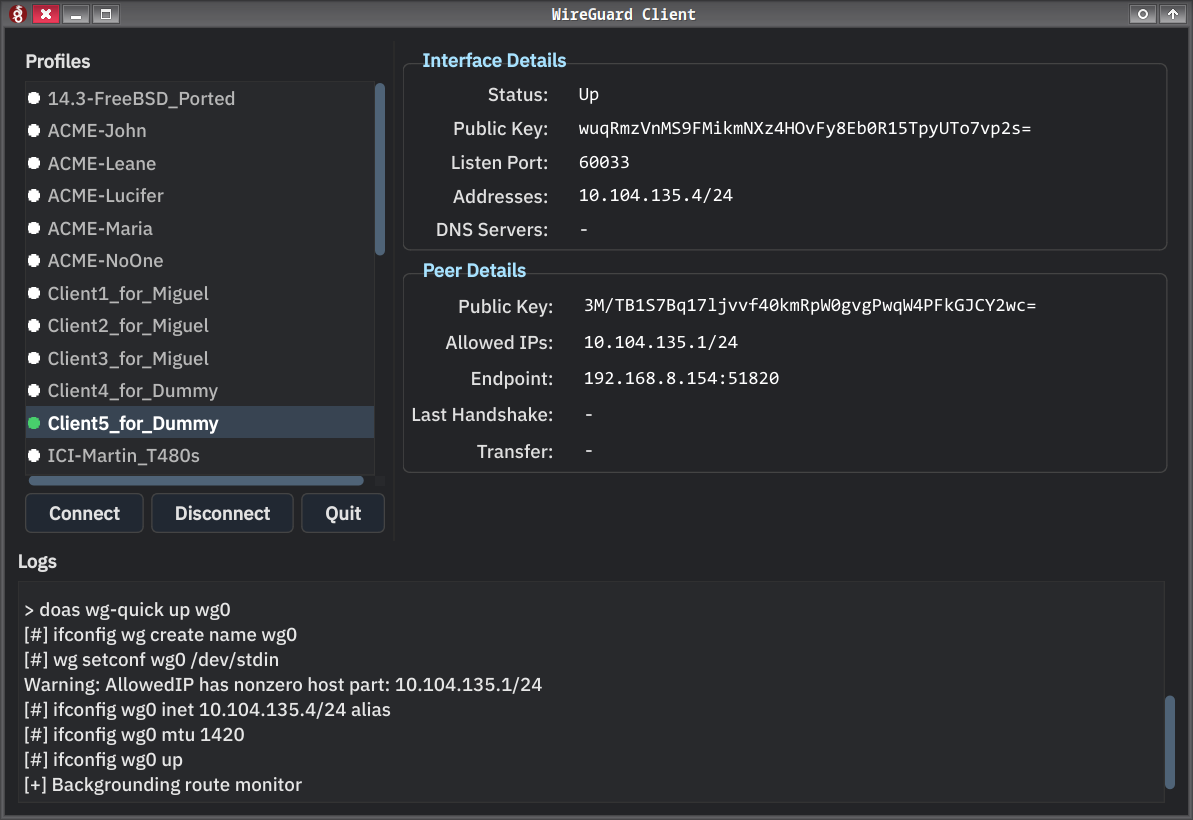 WireGuard Client
Profiles
14.3-FreeBSD_Ported
ACME-John
ACME-Leane
ACME-Lucifer
ACME-Maria
ACME-NoOne
Client1_for_Miguel
Client2_for_Miguel
Client3_for_Miguel
Client4_for_Dummy
Client5_for_Dummy
ICI-Martin_T480s
Connect Disconnect Quit
Interface Details
Status: Up
Public Key: wuqRmzVnMS9FMikmNXz4HOvFy8Eb0R15TpyUTo7vp2s=
Listen Port: 60033
Addresses: 10.104.135.4/24
DNS Servers: -
Peer Details
Public Key: 3M/TB1S7Bq17ljvvf40kmRpW0gvgPwqW4PFkGJCY2wc=
Allowed IPs: 10.104.135.1/24
Endpoint: 192.168.8.154:51820
Last Handshake: -
Transfer: -
Logs
> doas wg-quick up wg0
[#] ifconfig wg create name wg0
[#] wg setconf wg0 /dev/stdin
Warning: AllowedIP has nonzero host part: 10.104.135.1/24
[#] ifconfig wg0 inet 10.104.135.4/24 alias
[#] ifconfig wg0 mtu 1420
[#] ifconfig wg0 up
[+] Backgrounding route monitor